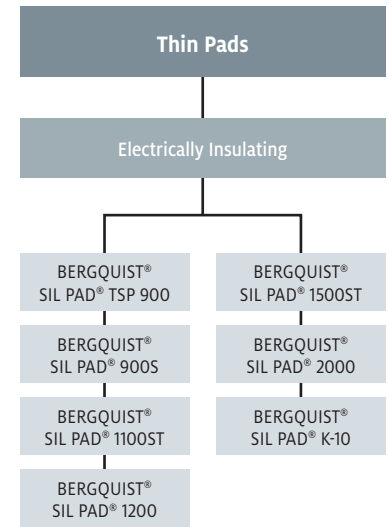 Thin Pads
Electrically Insulating
BERGQUIST®
SIL PAD® TSP 900
BERGQUIST®
SIL PAD® 900S
BERGQUIST®
SIL PAD® 1100ST
BERGQUIST®
SIL PAD® 1200
BERGQUIST®
SIL PAD® 1500ST
BERGQUIST®
SIL PAD® 2000
BERGQUIST®
SIL PAD® K-10